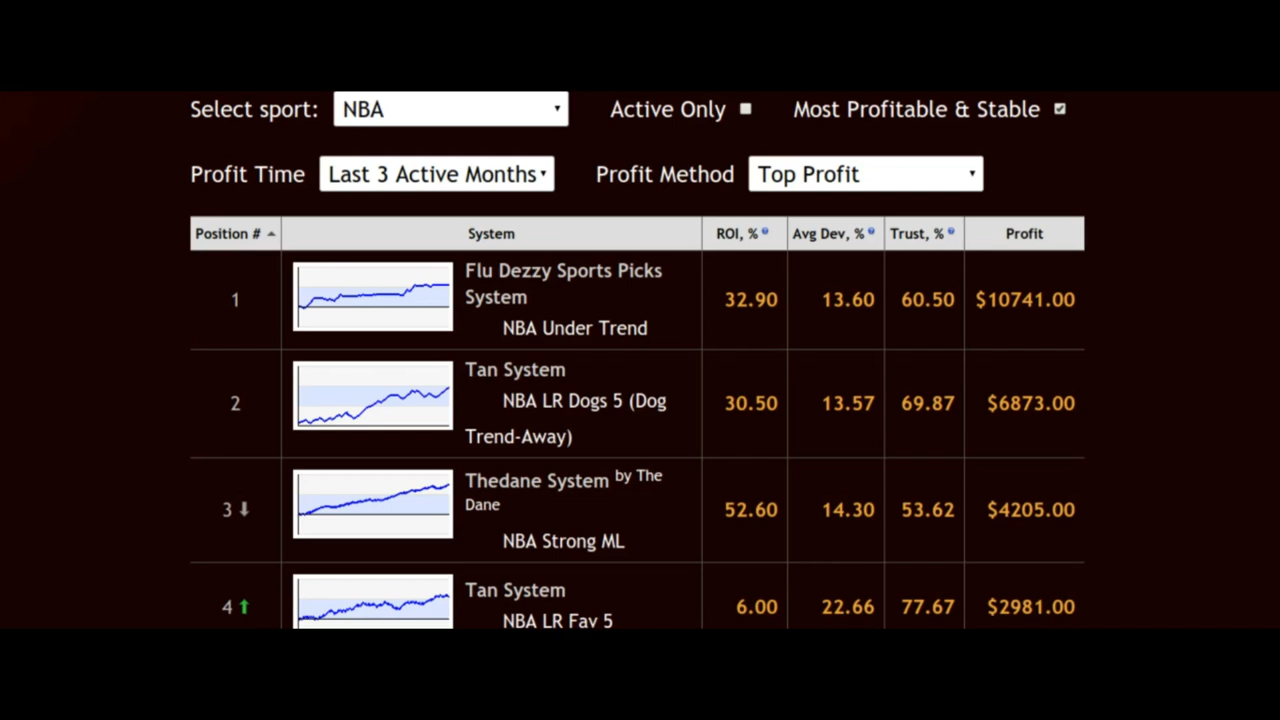 Select sport: NBA Active Only Most Profitable & Stable
Profit Time Last 3 Active Months Profit Method Top Profit
Position # System ROI, % Avg Dev, % Trust, % Profit
Flu Dezzy Sports Picks
System
1 32.90 13.60 60.50 $10741.00
NBA Under Trend
Tan System
NBA LR Dogs 5 (Dog
2 30.50 13.57 69.87 $6873.00
Trend-Away)
Thedane System by The
Dane
3 52.60 14.30 53.62 $4205.00
NBA Strong ML
Tan System
4 6.00 22.66 77.67 $2981.00
NBA LR Fav 5